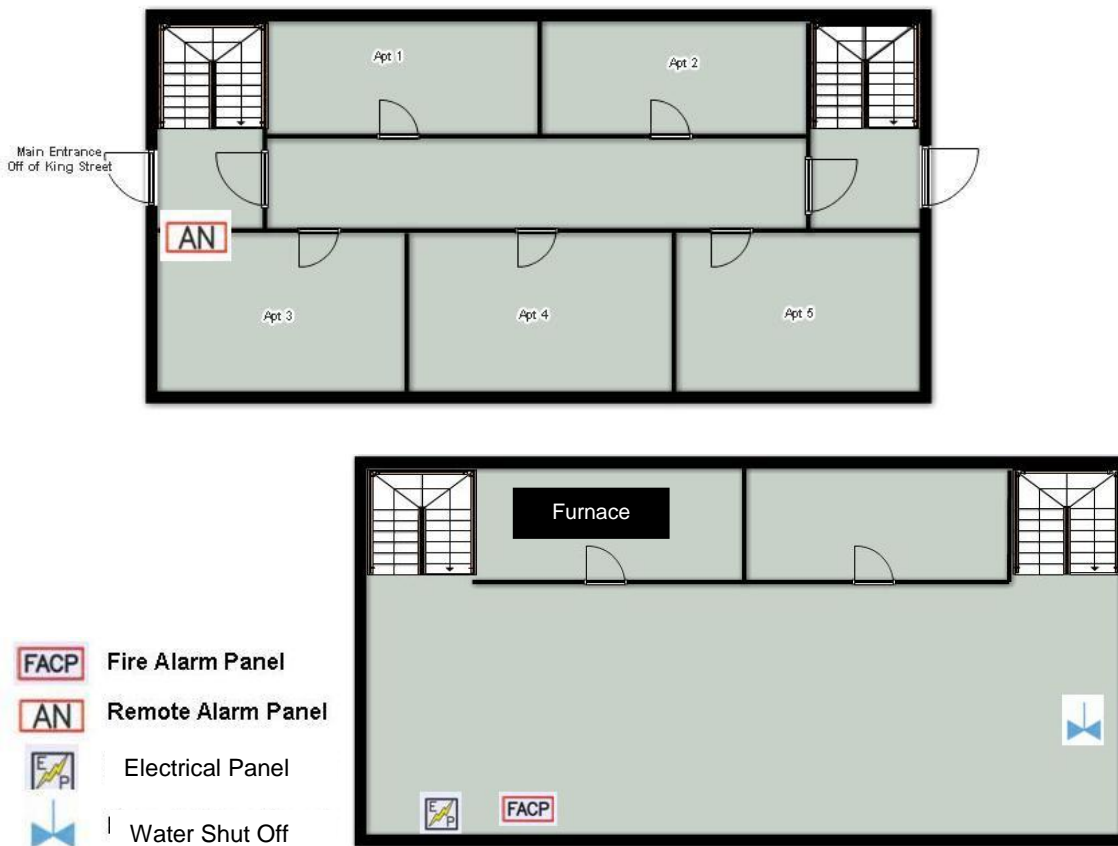 Apt 1
Apt 2
Main Entrance
Off of King Street
AN
Apt 3
Apt 4
Apt 5
Furnace
FACP Fire Alarm Panel
AN Remote Alarm Panel
E P Electrical Panel
Water Shut Off
E P
FACP